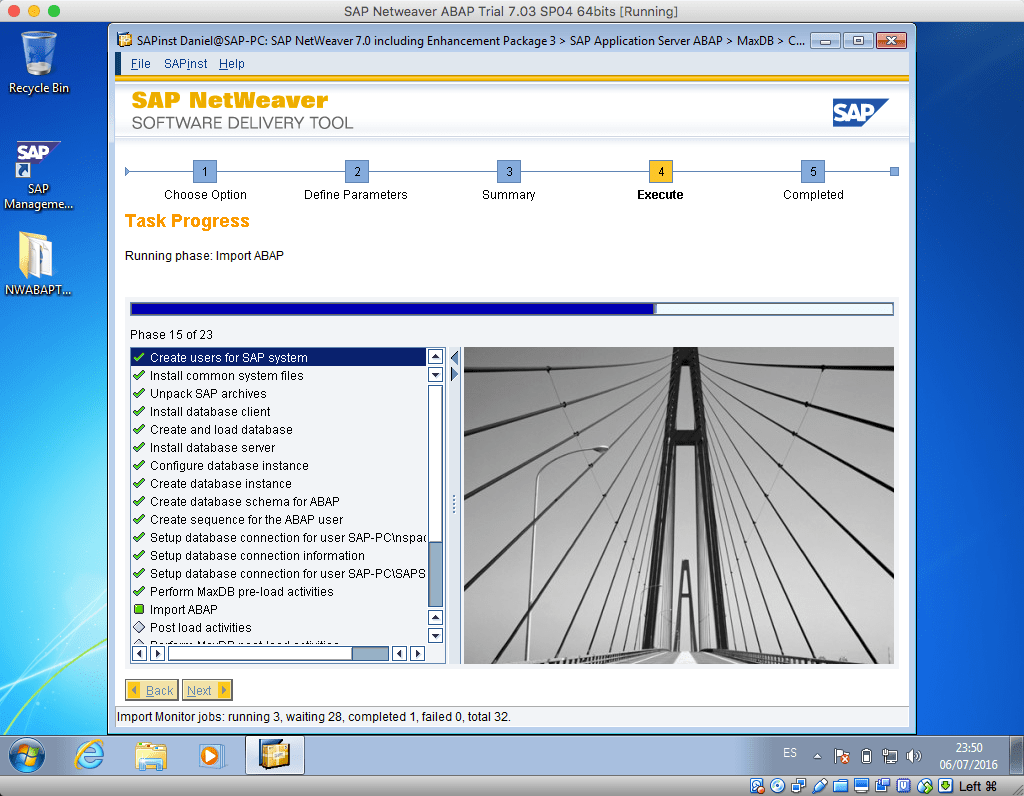 SAP Netweaver ABAP Trial 7.03 SP04 64bits [Running]
Recycle Bin
SAP
SAP
Manageme...
NWABAPT...
SAPinst Daniel@SAP-PC: SAP NetWeaver 7.0 including Enhancement Package 3 > SAP Application Server ABAP > MaxDB > C...
File SAPinst Help
SAP NetWeaver
SOFTWARE DELIVERY TOOL
SAP
1 2 3 4 5
Choose Option Define Parameters Summary Execute Completed
Task Progress
Running phase: Import ABAP
Phase 15 of 23
Create users for SAP system
Install common system files
Unpack SAP archives
Install database client
Create and load database
Install database server
Configure database instance
Create database instance
Create database schema for ABAP
Create sequence for the ABAP user
Setup database connection for user SAP-PC\nspac
Setup database connection information
Setup database connection for user SAP-PC\SAPS
Perform MaxDB pre-load activities
Import ABAP
Post load activities
Perform MaxDB post-load activities
Back Next
Import Monitor jobs: running 3, waiting 28, completed 1, failed 0, total 32.
ES
23:50
06/07/2016
Left ⌘